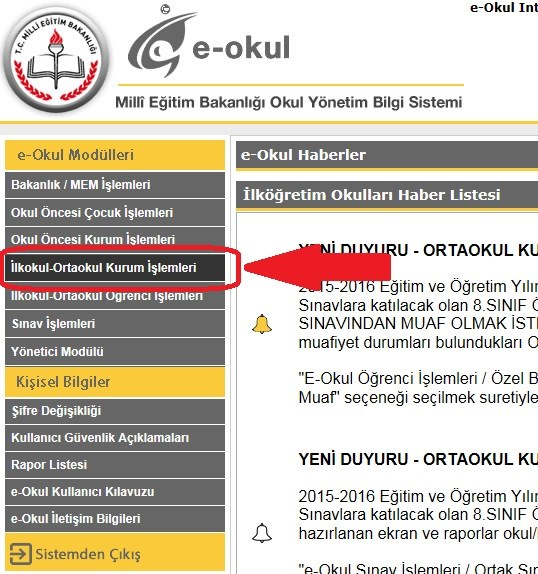 T.C. MİLLÎ EĞİTİM BAKANLIĞI
e-Okul Int
e-okul
Millî Eğitim Bakanlığı Okul Yönetim Bilgi Sistemi
e-Okul Modülleri
Bakanlık / MEM İşlemleri
Okul Öncesi Çocuk İşlemleri
Okul Öncesi Kurum İşlemleri
İlkokul-Ortaokul Kurum İşlemleri
İlkokul-Ortaokul Öğrenci İşlemleri
Sınav İşlemleri
Yönetici Modülü
Kişisel Bilgiler
Şifre Değişikliği
Kullanıcı Güvenlik Açıklamaları
Rapor Listesi
e-Okul Kullanıcı Kılavuzu
e-Okul İletişim Bilgileri
Sistemden Çıkış
e-Okul Haberler
İlköğretim Okulları Haber Listesi
YENİ DUYURU - ORTAOKUL KU
2015-2016 Eğitim ve Öğretim Yılın
Sınavlara katılacak olan 8.SINIF Ö
SINAVINDAN MUAF OLMAK İSTE
muafiyet durumları bulundukları O
"E-Okul Öğrenci İşlemleri / Özel B
Muaf" seçeneği seçilmek suretiyle
YENİ DUYURU - ORTAOKUL KU
2015-2016 Eğitim ve Öğretim Yılın
Sınavlara katılacak olan 8.SINIF Ö
hazırlanan ekran ve raporlar okul/
"e-Okul Sınav İşlemleri / Ortak Sın